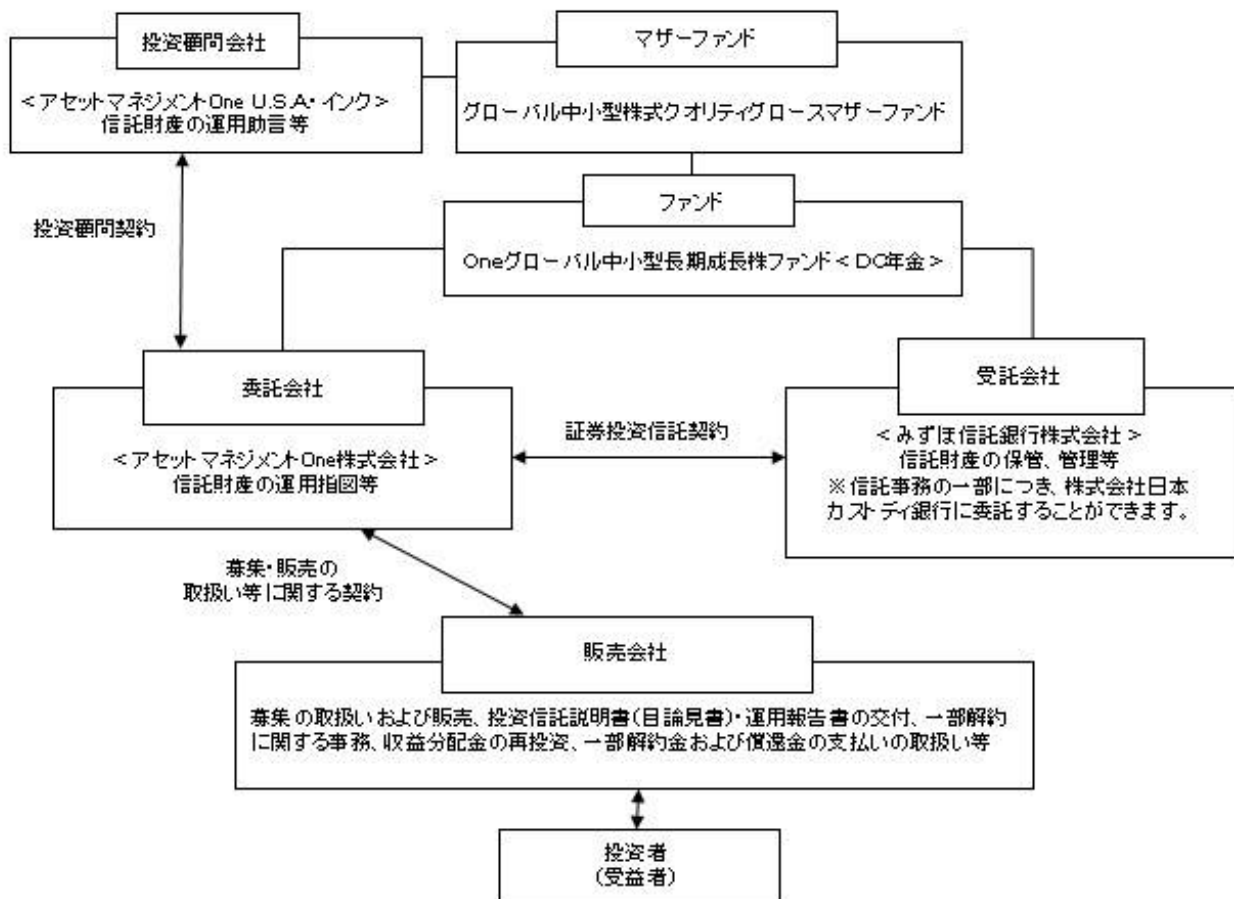 投資顧問会社
<アセットマネジメントOne U.S.A・インク>
信託財産の運用助言等
マザーファンド
グローバル中小型株式クオリティグロースマザーファンド
ファンド
Oneグローバル中小型長期成長株ファンド<DC年金>
投資顧問契約
委託会社
<アセットマネジメントOne株式会社>
信託財産の運用指図等
証券投資信託契約
受託会社
<みずほ信託銀行株式会社>
信託財産の保管、管理等
※信託事務の一部につき、株式会社日本
カストディ銀行に委託することができます。
募集・販売の
取扱い等に関する契約
販売会社
募集の取扱いおよび販売、投資信託説明書(目論見書)・運用報告書の交付、一部解約
に関する事務、収益分配金の再投資、一部解約金および償還金の支払いの取扱い等
投資者
(受益者)